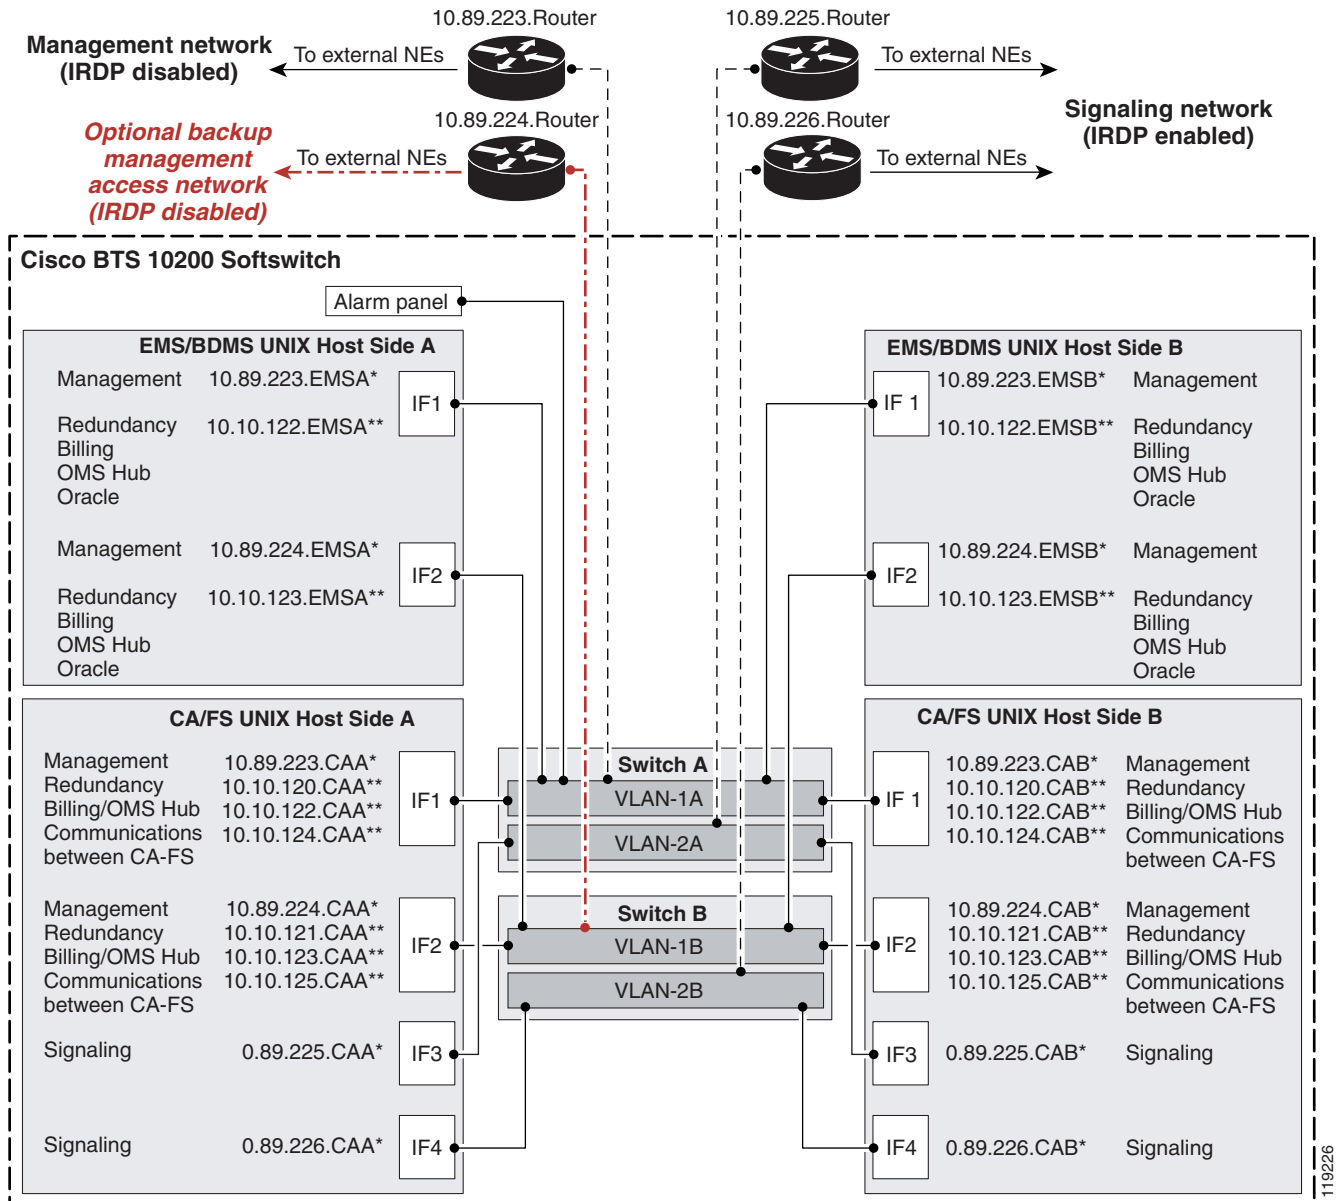 10.89.223.Router
10.89.225.Router
Management network
(IRDP disabled)
To external NEs
To external NEs
Signaling network
(IRDP enabled)
10.89.224.Router
10.89.226.Router
Optional backup
management
access network
(IRDP disabled)
To external NEs
To external NEs
Cisco BTS 10200 Softswitch
Alarm panel
EMS/BDMS UNIX Host Side A
Management 10.89.223.EMSA*
IF1
Redundancy 10.10.122.EMSA**
Billing
OMS Hub
Oracle
Management 10.89.224.EMSA*
IF2
Redundancy 10.10.123.EMSA**
Billing
OMS Hub
Oracle
EMS/BDMS UNIX Host Side B
10.89.223.EMSB* Management
IF 1
10.10.122.EMSB** Redundancy
Billing
OMS Hub
Oracle
10.89.224.EMSB* Management
IF2
10.10.123.EMSB** Redundancy
Billing
OMS Hub
Oracle
CA/FS UNIX Host Side A
Management 10.89.223.CAA*
Redundancy 10.10.120.CAA**
Billing/OMS Hub 10.10.122.CAA**
Communications 10.10.124.CAA**
between CA-FS
IF1
Management 10.89.224.CAA*
Redundancy 10.10.121.CAA**
Billing/OMS Hub 10.10.123.CAA**
Communications 10.10.125.CAA**
between CA-FS
IF2
Signaling 0.89.225.CAA*
IF3
Signaling 0.89.226.CAA*
IF4
Switch A
VLAN-1A
VLAN-2A
Switch B
VLAN-1B
VLAN-2B
CA/FS UNIX Host Side B
IF 1
10.89.223.CAB* Management
10.10.120.CAB** Redundancy
10.10.122.CAB** Billing/OMS Hub
10.10.124.CAB** Communications
between CA-FS
IF2
10.89.224.CAB* Management
10.10.121.CAB** Redundancy
10.10.123.CAB** Billing/OMS Hub
10.10.125.CAB** Communications
between CA-FS
IF3
0.89.225.CAB* Signaling
IF4
0.89.226.CAB* Signaling
119226